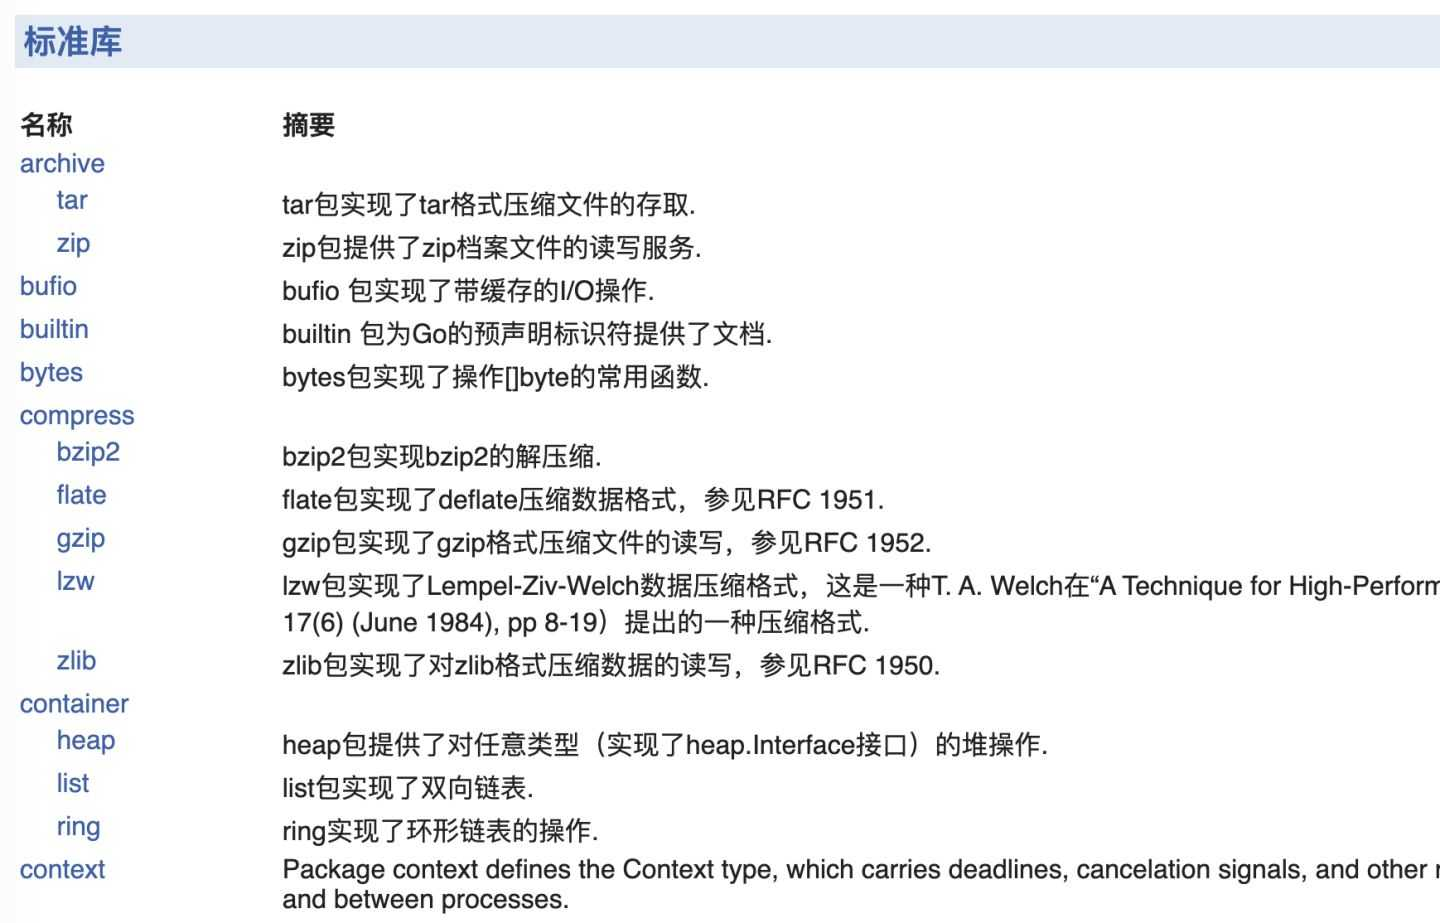 标准库
名称 摘要
archive
tar tar包实现了tar格式压缩文件的存取.
zip zip包提供了zip档案文件的读写服务.
bufio bufio 包实现了带缓存的I/O操作.
builtin builtin 包为Go的预声明标识符提供了文档.
bytes bytes包实现了操作[]byte的常用函数.
compress
bzip2 bzip2包实现bzip2的解压缩.
flate flate包实现了deflate压缩数据格式，参见RFC 1951.
gzip gzip包实现了gzip格式压缩文件的读写，参见RFC 1952.
lzw lzw包实现了Lempel-Ziv-Welch数据压缩格式，这是一种T. A. Welch在“A Technique for High-Perform
17(6) (June 1984), pp 8-19）提出的一种压缩格式.
zlib zlib包实现了对zlib格式压缩数据的读写，参见RFC 1950.
container
heap heap包提供了对任意类型（实现了heap.Interface接口）的堆操作.
list list包实现了双向链表.
ring ring实现了环形链表的操作.
context Package context defines the Context type, which carries deadlines, cancelation signals, and other
and between processes.